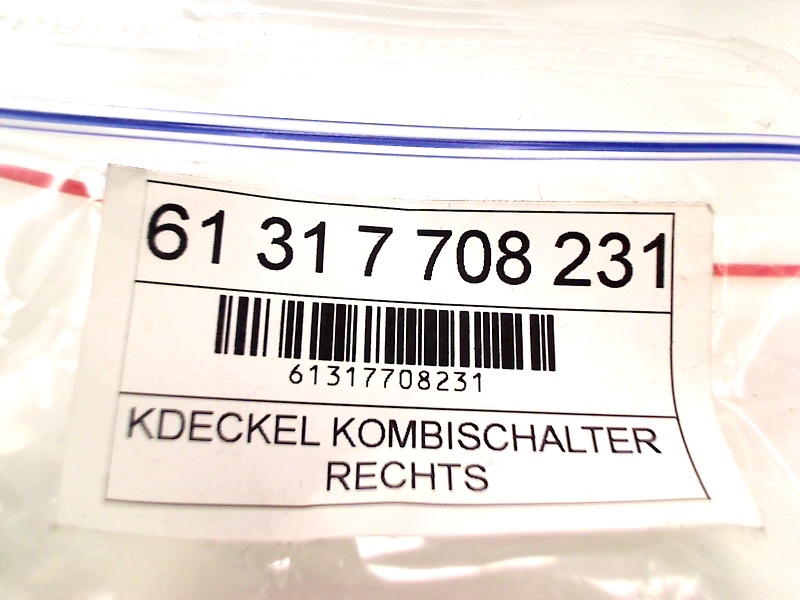 61 31 7 708 231
61317708231
KDECKEL KOMBISCHALTER
RECHTS